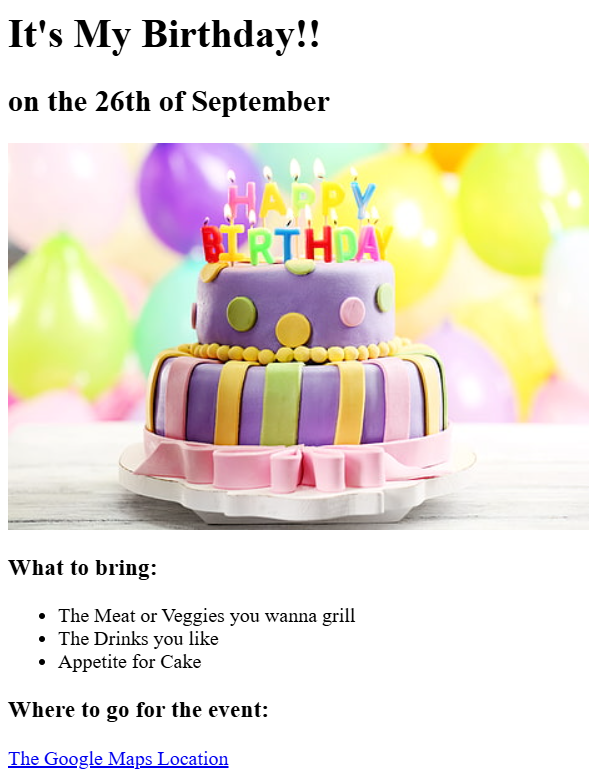 It's My Birthday!!
on the 26th of September
HAPPY
BIRTHDAY
What to bring:
The Meat or Veggies you wanna grill
The Drinks you like
Appetite for Cake
Where to go for the event:
The Google Maps Location